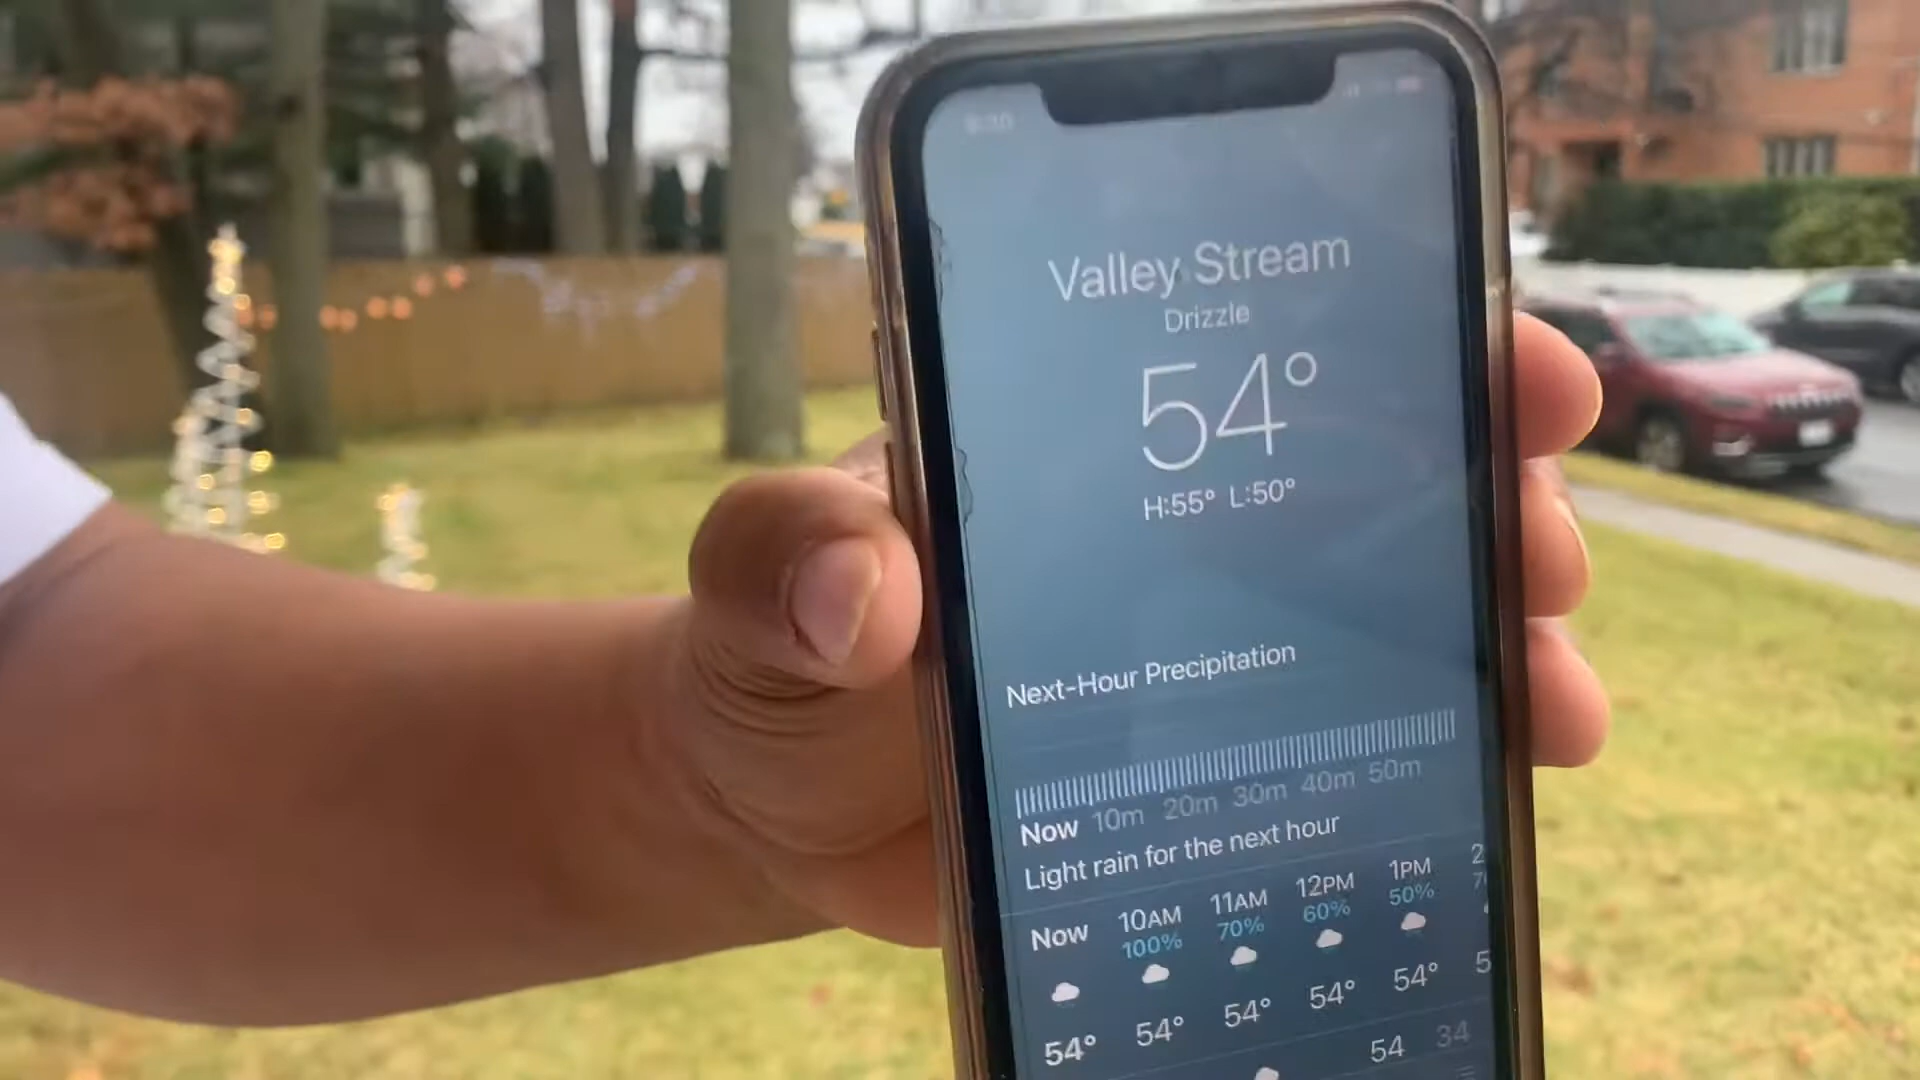 Valley Stream
Drizzle
54°
H:55° L:50°
Next-Hour Precipitation
Now 10m 20m 30m 40m 50m
Light rain for the next hour
Now 10AM 11AM 12PM 1PM
100% 70% 60% 50%
54° 54° 54° 54° 54°
54 34